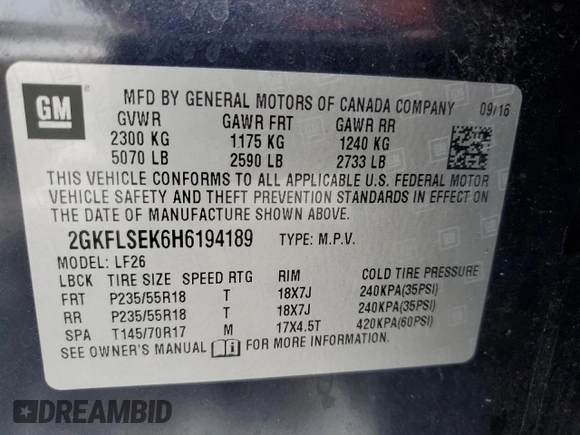 GM ®
MFD BY GENERAL MOTORS OF CANADA COMPANY 09/16
GVWR GAWR FRT GAWR RR
2300 KG 1175 KG 1240 KG
5070 LB 2590 LB 2733 LB
THIS VEHICLE CONFORMS TO ALL APPLICABLE U.S. FEDERAL MOTOR
VEHICLE SAFETY AND THEFT PREVENTION STANDARDS IN EFFECT ON
THE DATE OF MANUFACTURE SHOWN ABOVE.
2GKFLSEK6H6194189 TYPE: M.P.V.
MODEL: LF26
LBCK TIRE SIZE SPEED RTG RIM COLD TIRE PRESSURE
FRT P235/55R18 T 18X7J 240KPA(35PSI)
RR P235/55R18 T 18X7J 240KPA(35PSI)
SPA T145/70R17 M 17X4.5T 420KPA(60PSI)
SEE OWNER'S MANUAL i FOR MORE INFORMATION.
DREAMBID